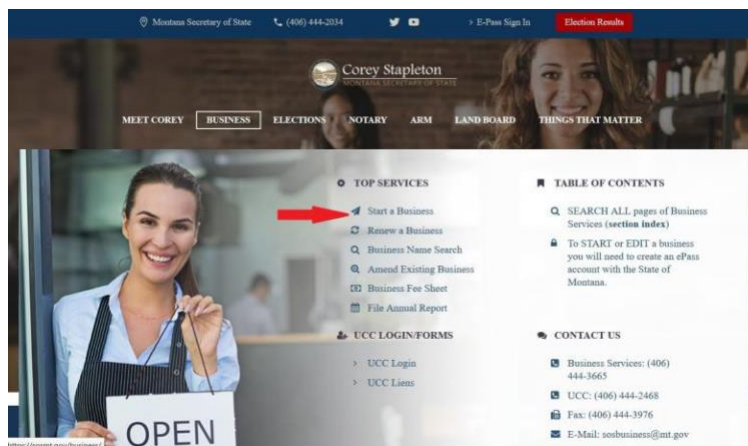 Montana Secretary of State (406) 444-2034 > E-Pass Sign In Election Results
Corey Stapleton
MONTANA SECRETARY OF STATE
MEET COREY BUSINESS ELECTIONS NOTARY ARM LAND BOARD THINGS THAT MATTER
TOP SERVICES
Start a Business
Renew a Business
Business Name Search
Amend Existing Business
Business Fee Sheet
File Annual Report
UCC LOGIN/FORMS
> UCC Login
> UCC Liens
TABLE OF CONTENTS
SEARCH ALL pages of Business
Services (section index)
To START or EDIT a business
you will need to create an ePass
account with the State of
Montana.
CONTACT US
Business Services: (406)
444-3665
UCC: (406) 444-2468
Fax: (406) 444-3976
E-Mail: sosbusiness@mt.gov
OPEN